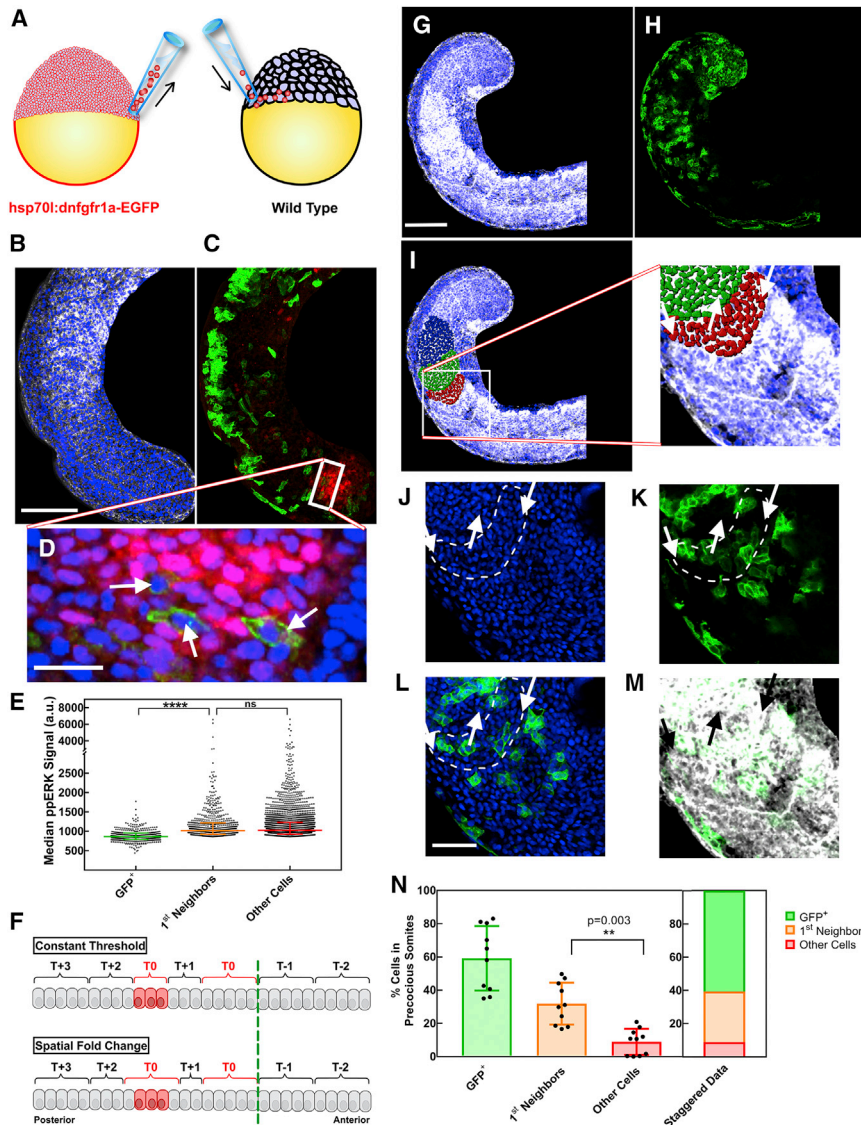 A
hsp70l:dnfgfr1a-EGFP
Wild Type
B
C
D
E
Median ppERK Signal (a.u.)
8000
6000
4000
2500
2000
1500
1000
500
****
ns
GFP+
1st Neighbors
Other Cells
F
Constant Threshold
T+3
T+2
T0
T+1
T0
T-1
T-2
Spatial Fold Change
T+3
T+2
T0
T+1
T0
T-1
T-2
Posterior
Anterior
G
H
I
J
K
L
M
N
% Cells in
Precocious Somites
100
80
60
40
20
0
p=0.003
**
GFP+
1st Neighbors
Other Cells
100
80
60
40
20
Staggered Data
GFP+
1st Neighbor
Other Cells